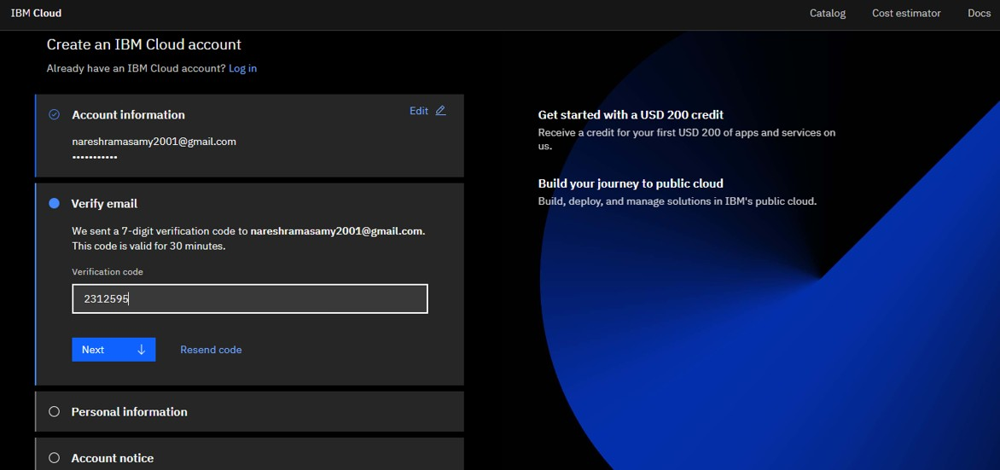 IBM Cloud
Catalog
Cost estimator
Docs
Create an IBM Cloud account
Already have an IBM Cloud account? Log in
Account information
Edit
nareshramasamy2001@gmail.com
•••••••••••
Verify email
We sent a 7-digit verification code to nareshramasamy2001@gmail.com.
This code is valid for 30 minutes.
Verification code
2312595
Next
Resend code
Personal information
Account notice
Get started with a USD 200 credit
Receive a credit for your first USD 200 of apps and services on
us.
Build your journey to public cloud
Build, deploy, and manage solutions in IBM's public cloud.